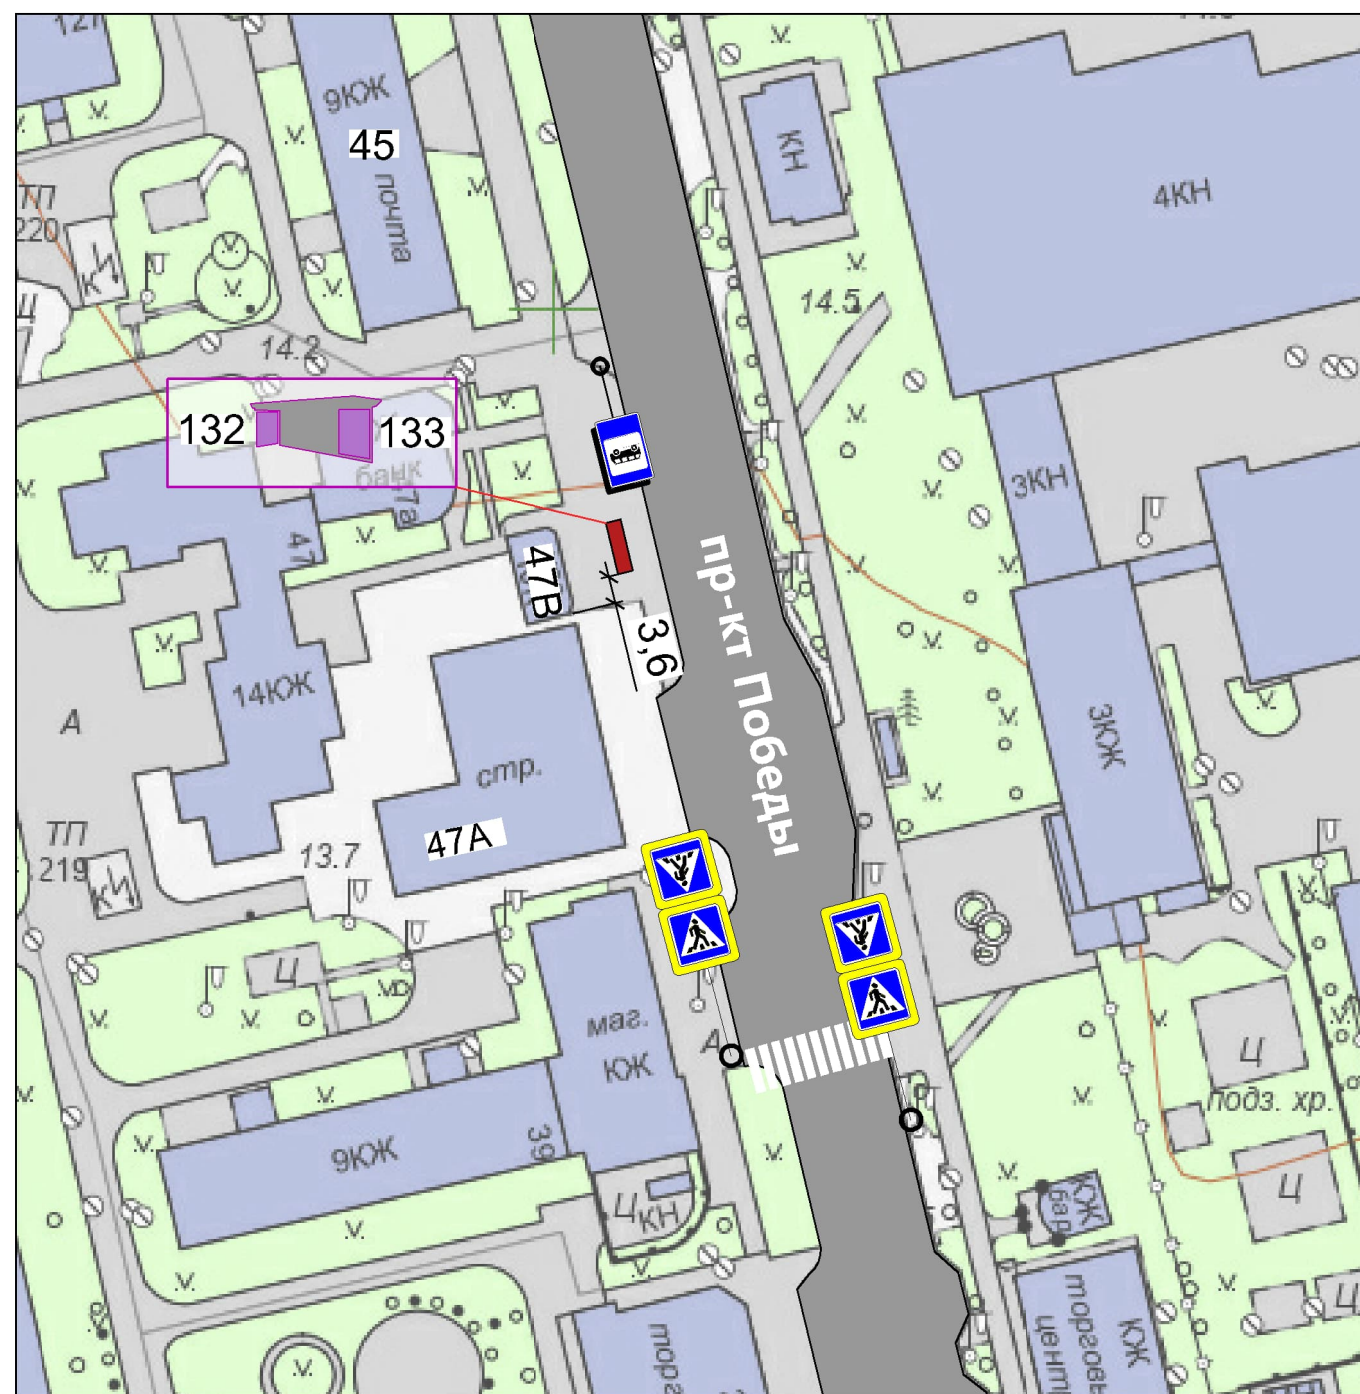 127
9КЖ
45
почта
КН
4КН
ТП
220
К
14.5
14.2
132
133
банк
47а
3КН
47
47В
пр-кт Победы
3,6
14КЖ
А
3КЖ
стр.
47А
ТП
219
К
13.7
Ц
маг.
КЖ
А
Ц
подз. хр.
9КЖ
39
Ц
КН
КЖ
бар
Ц
торговы
центр
КЖ
Ц
торг